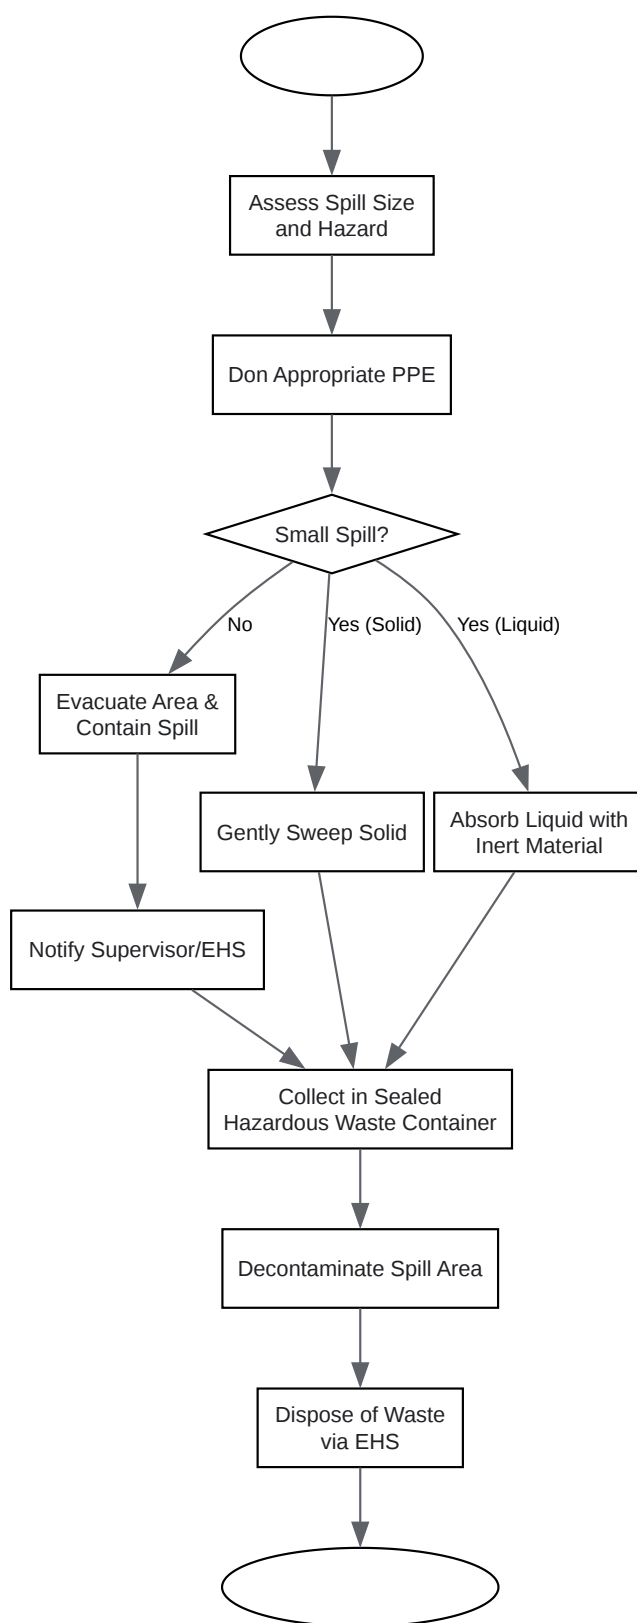 Assess Spill Size
and Hazard
Don Appropriate PPE
Small Spill?
No
Yes (Solid)
Yes (Liquid)
Evacuate Area &
Contain Spill
Gently Sweep Solid
Absorb Liquid with
Inert Material
Notify Supervisor/EHS
Collect in Sealed
Hazardous Waste Container
Decontaminate Spill Area
Dispose of Waste
via EHS